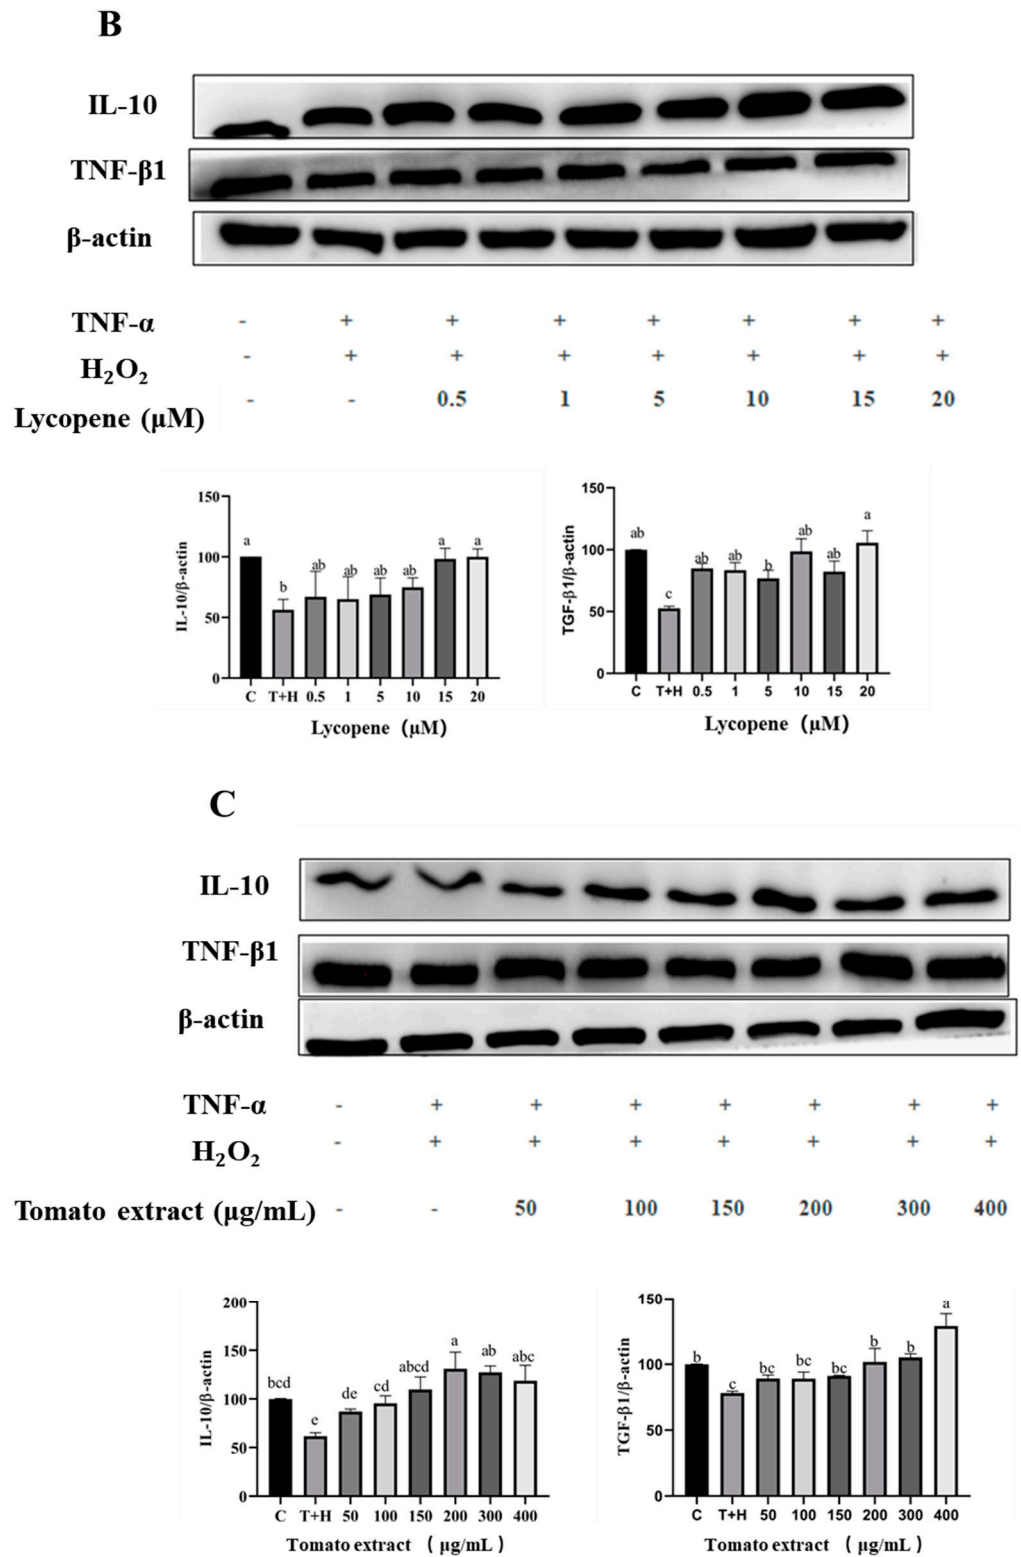 B
IL-10
TNF-β1
β-actin
TNF-α - + + + + + + +
H₂O₂ - + + + + + + +
Lycopene (μM) - - 0.5 1 5 10 15 20
IL-10/β-actin
150
100
50
0
a b ab ab ab ab a a
C T+H 0.5 1 5 10 15 20
Lycopene (μM)
TGF-β1/β-actin
150
100
50
0
ab c ab ab b ab ab a
C T+H 0.5 1 5 10 15 20
Lycopene (μM)
C
IL-10
TNF-β1
β-actin
TNF-α - + + + + + + +
H₂O₂ - + + + + + + +
Tomato extract (μg/mL) - - 50 100 150 200 300 400
IL-10/β-actin
200
150
100
50
0
bcd e de cd abcd a ab abc
C T+H 50 100 150 200 300 400
Tomato extract ( μg/mL )
TGF-β1/β-actin
150
100
50
0
b c bc bc bc b b a
C T+H 50 100 150 200 300 400
Tomato extract ( μg/mL )